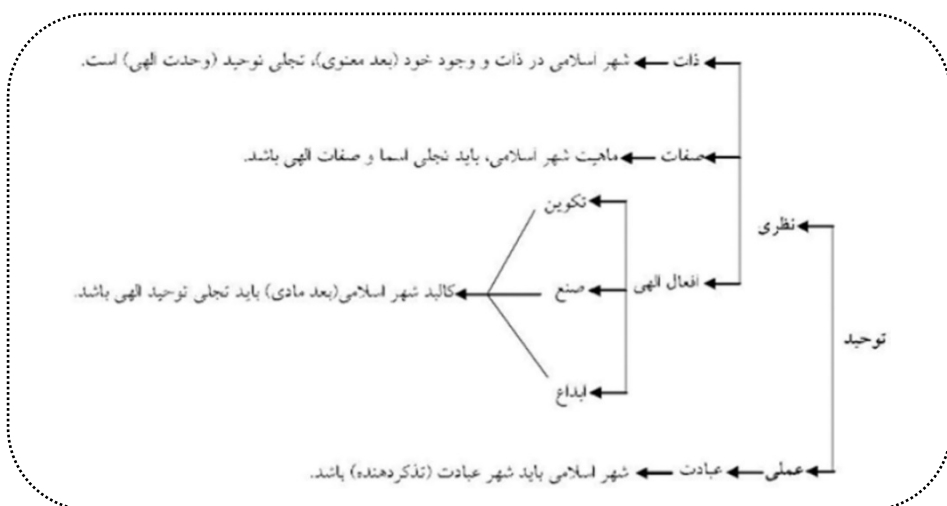 ذات شهر اسلامی در ذات و وجود خود (بعد معنوی)، تجلی توحید (وحدت الهی) است.
صفات ماهیت شهر اسلامی، باید تجلی اسما و صفات الهی باشد.
تکوین
نظری
افعال الهی صنع کالبد شهر اسلامی(بعد مادی) باید تجلی توحید الهی باشد.
توحید
ابداع
عملی عبادت شهر اسلامی باید شهر عبادت (تذکردهنده) باشد.